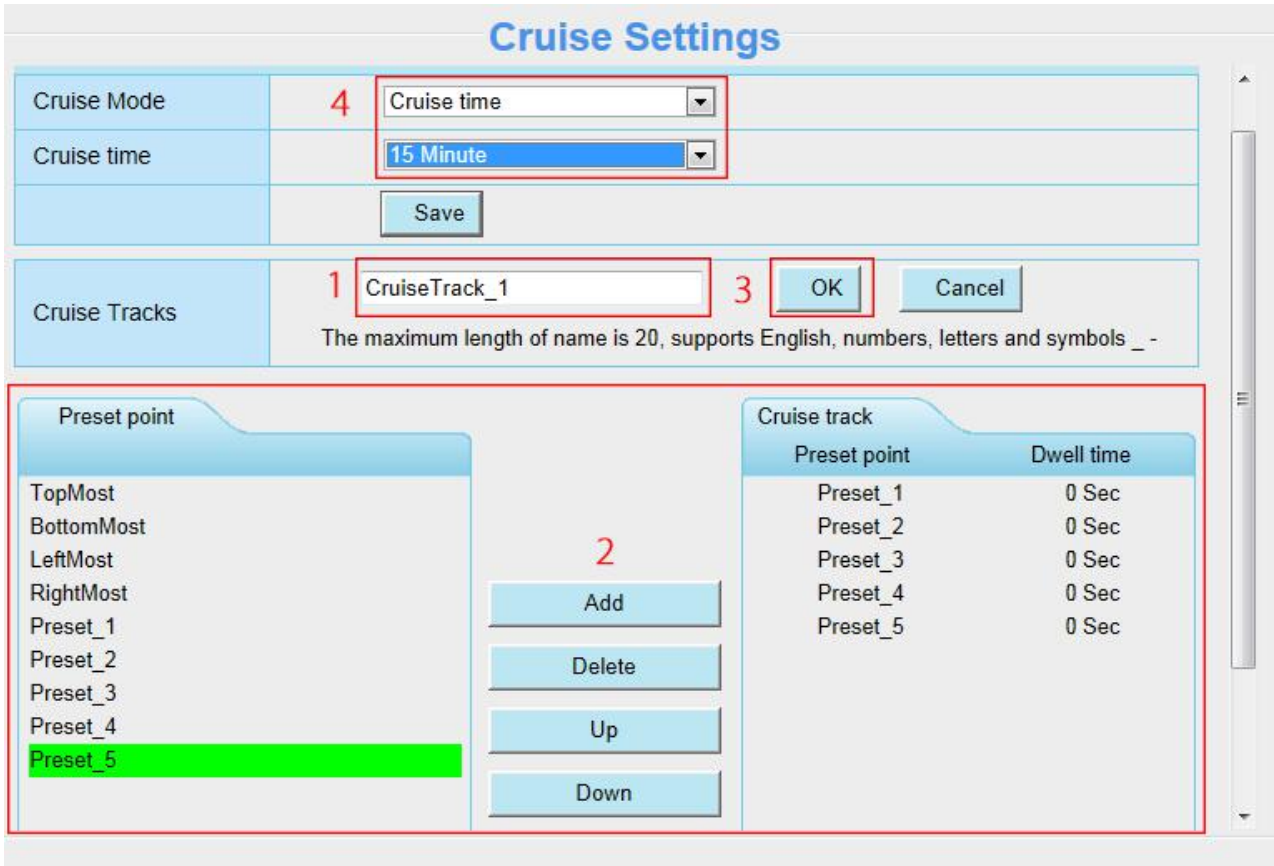 Cruise Settings
Cruise Mode 4 Cruise time
Cruise time 15 Minute
Save
Cruise Tracks 1 CruiseTrack_1 3 OK Cancel
The maximum length of name is 20, supports English, numbers, letters and symbols _ -
Preset point
TopMost
BottomMost
LeftMost
RightMost
Preset_1
Preset_2
Preset_3
Preset_4
Preset_5
2
Add
Delete
Up
Down
Cruise track
Preset point Dwell time
Preset_1 0 Sec
Preset_2 0 Sec
Preset_3 0 Sec
Preset_4 0 Sec
Preset_5 0 Sec